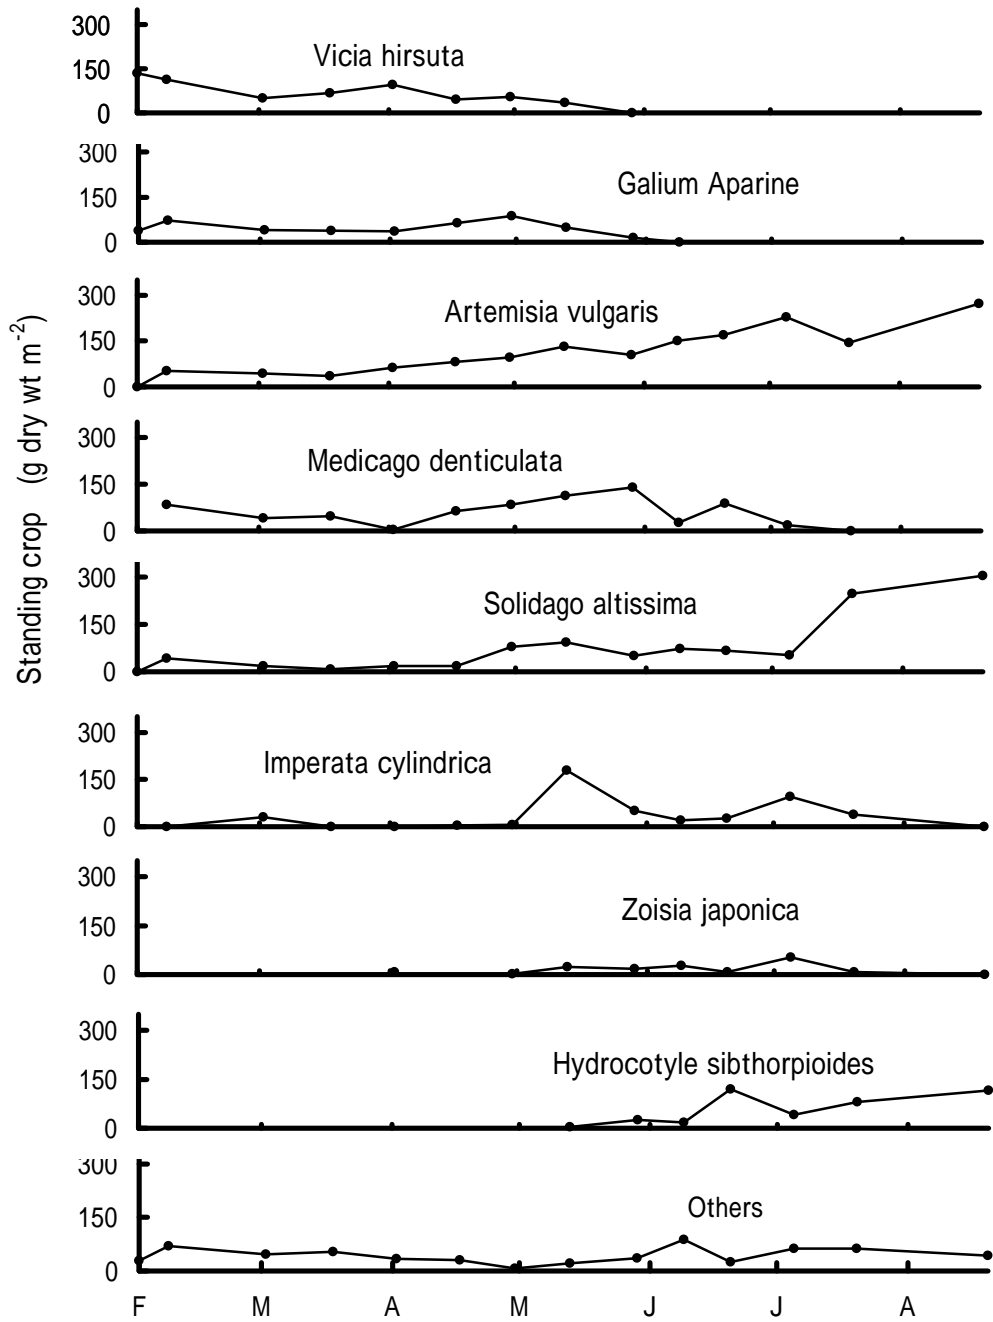 300
Vicia hirsuta
150
0
300
Galium Aparine
150
0
300
Artemisia vulgaris
150
0
300
Medicago denticulata
150
0
300
Solidago altissima
150
0
300
Imperata cylindrica
150
0
300
Zoisia japonica
150
0
300
Hydrocotyle sibthorpioides
150
0
300
Others
150
0
F M A M J J A
Standing crop (g dry wt m-2)